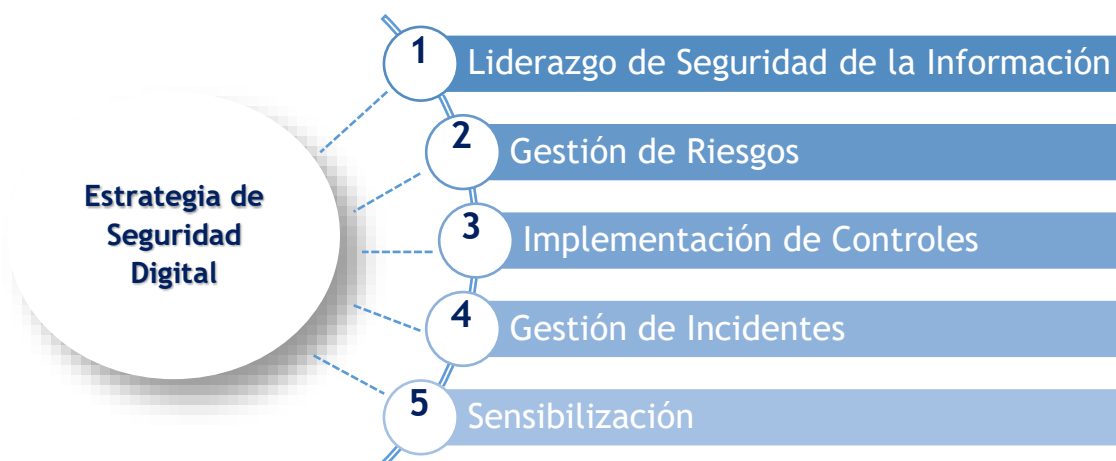 Estrategia de
Seguridad
Digital
1
Liderazgo de Seguridad de la Información
2
Gestión de Riesgos
3
Implementación de Controles
4
Gestión de Incidentes
5
Sensibilización